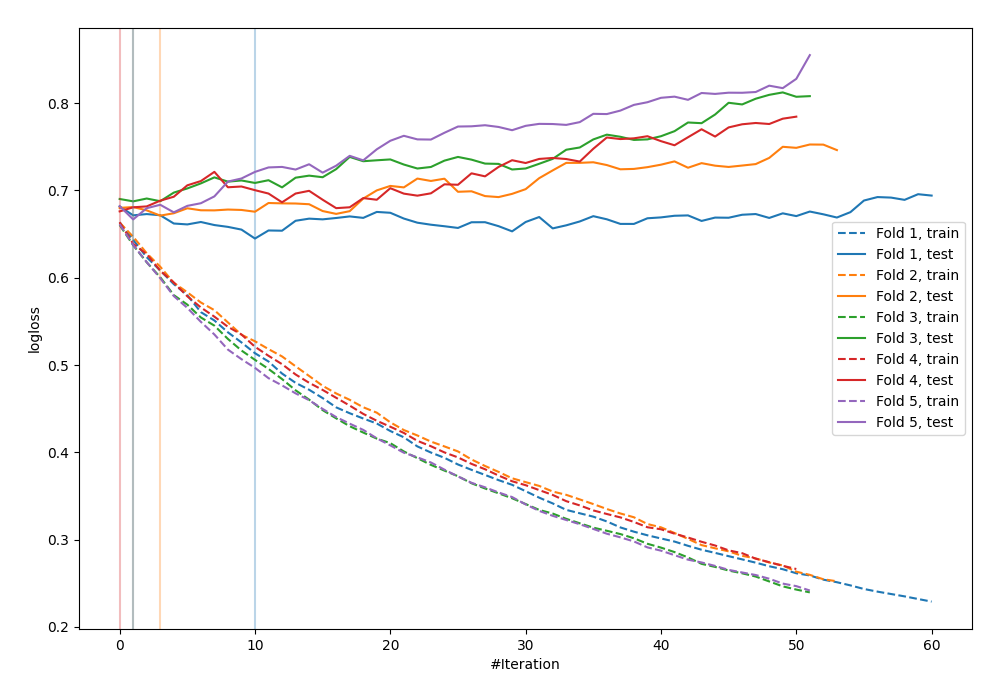 0.8
0.7
0.6
0.5
0.4
0.3
0.2
logloss
0
10
20
30
40
50
60
#Iteration
Fold 1, train
Fold 1, test
Fold 2, train
Fold 2, test
Fold 3, train
Fold 3, test
Fold 4, train
Fold 4, test
Fold 5, train
Fold 5, test